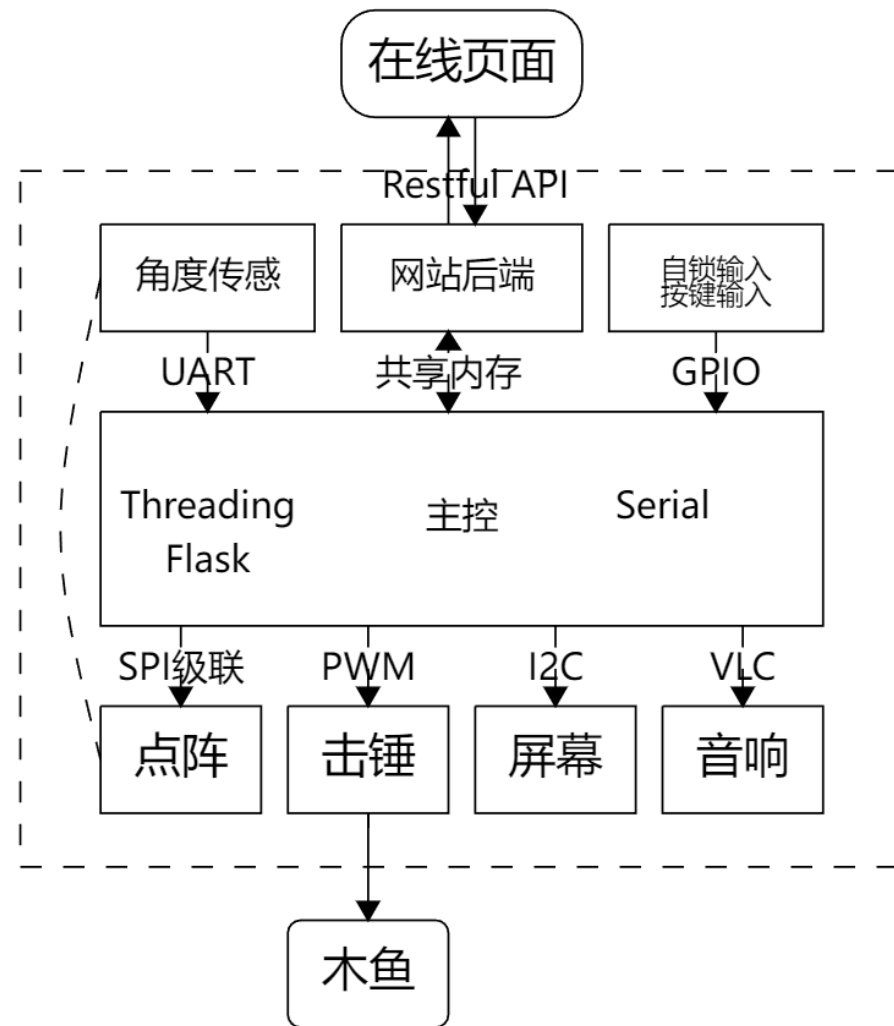 在线页面
Restful API
角度传感
网站后端
自锁输入
按键输入
UART
共享内存
GPIO
Threading
Flask
主控
Serial
SPI级联
PWM
I2C
VLC
点阵
击锤
屏幕
音响
木鱼